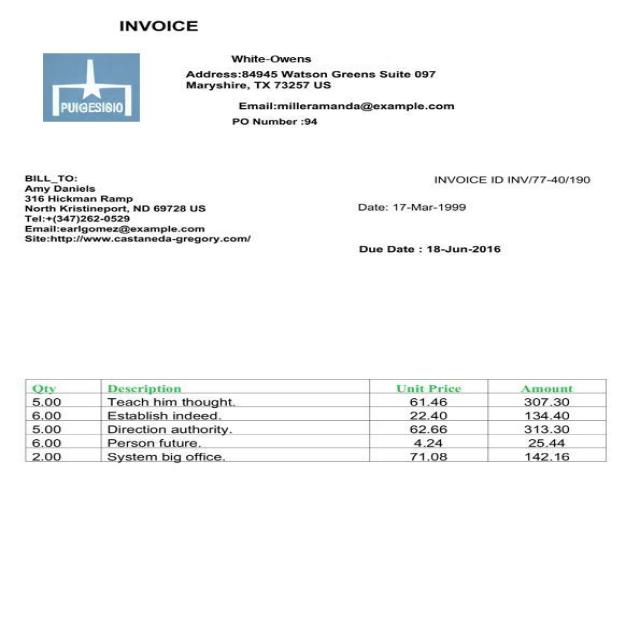 INVOICE
White-Owens
Address:84945 Watson Greens Suite 097
Maryshire, TX 73257 US
PUIGESIGIO
Email:milleramanda@example.com
PO Number :94
BILL_TO:
Amy Daniels
316 Hickman Ramp
North Kristineport, ND 69728 US
Tel:+(347)262-0529
Email:earlgomez@example.com
Site:http://www.castaneda-gregory.com/
INVOICE ID INV/77-40/190
Date: 17-Mar-1999
Due Date : 18-Jun-2016
Qty Description Unit Price Amount
5.00 Teach him thought. 61.46 307.30
6.00 Establish indeed. 22.40 134.40
5.00 Direction authority. 62.66 313.30
6.00 Person future. 4.24 25.44
2.00 System big office. 71.08 142.16